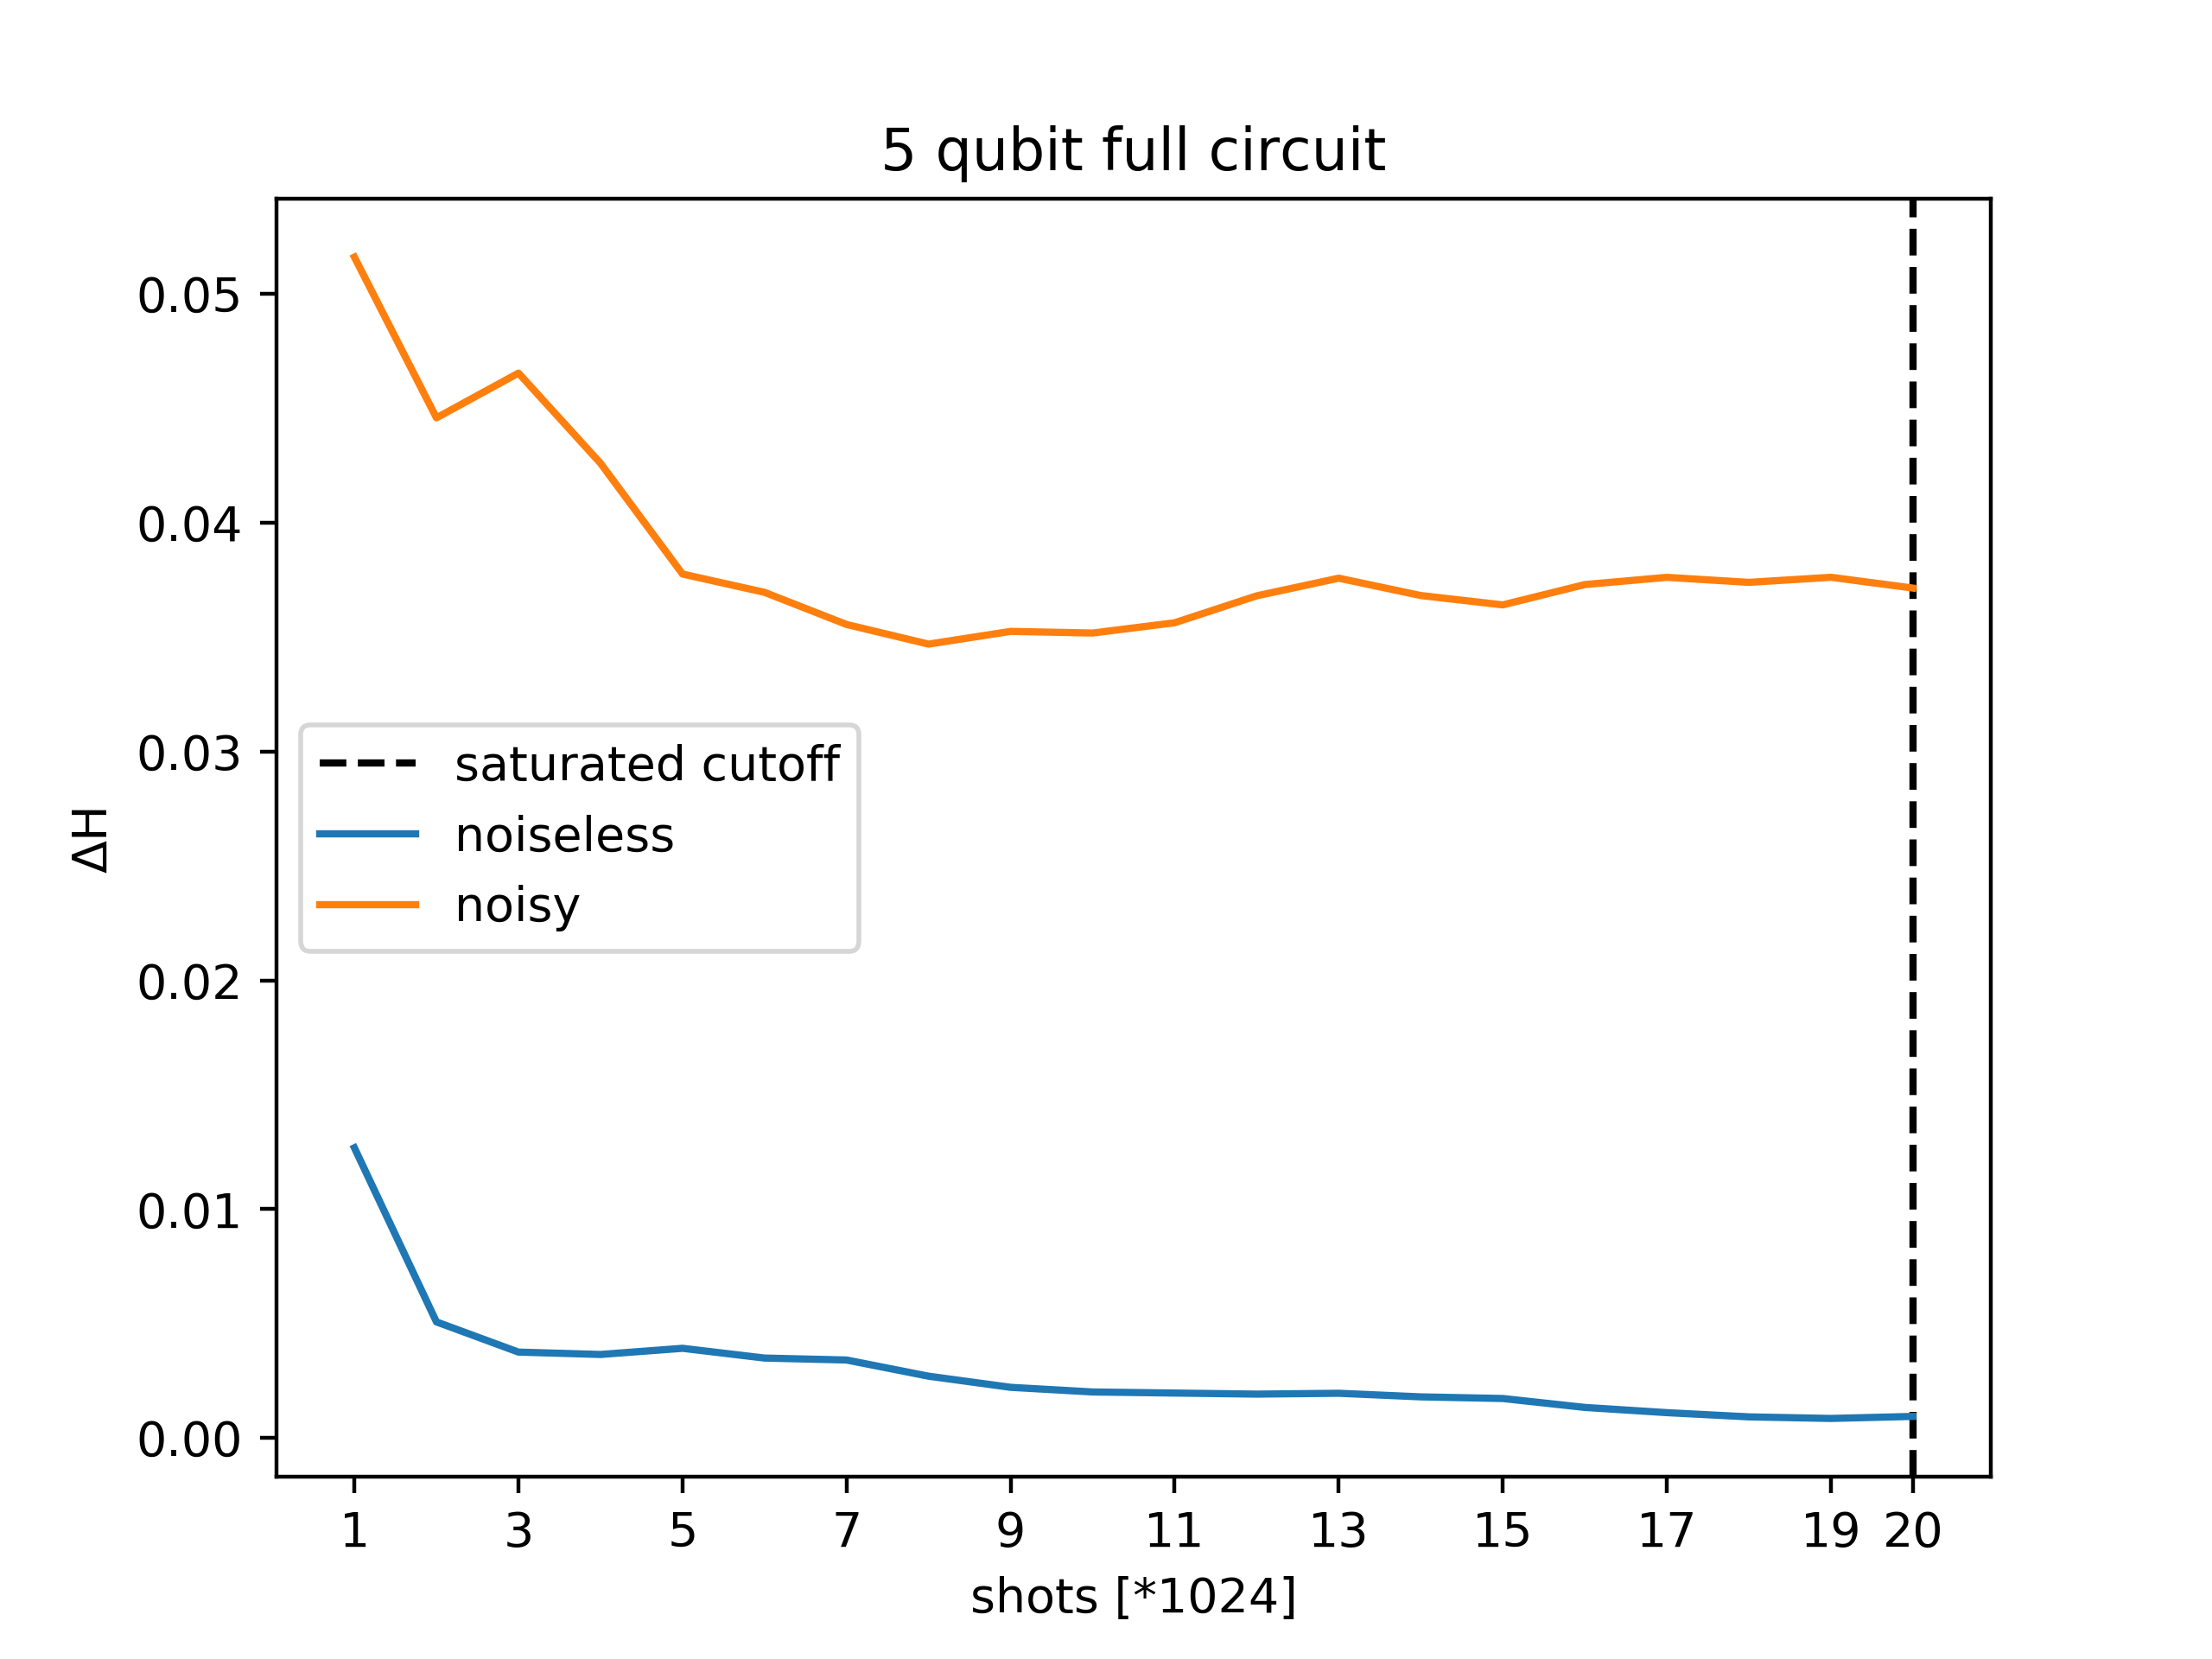 5 qubit full circuit
0.05
0.04
0.03
0.02
0.01
0.00
ΔH
saturated cutoff
noiseless
noisy
1 3 5 7 9 11 13 15 17 19 20
shots [*1024]